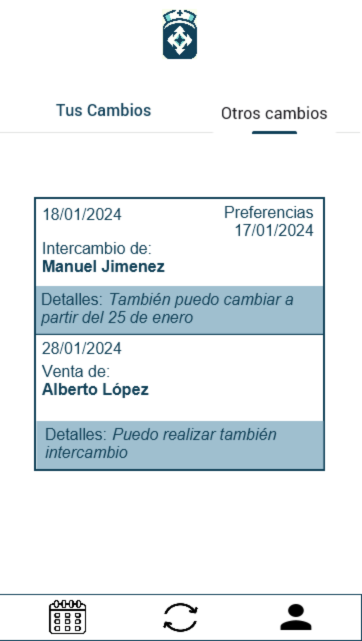 Tus Cambios
Otros cambios
18/01/2024
Preferencias
17/01/2024
Intercambio de:
Manuel Jimenez
Detalles: También puedo cambiar a
partir del 25 de enero
28/01/2024
Venta de:
Alberto López
Detalles: Puedo realizar también
intercambio